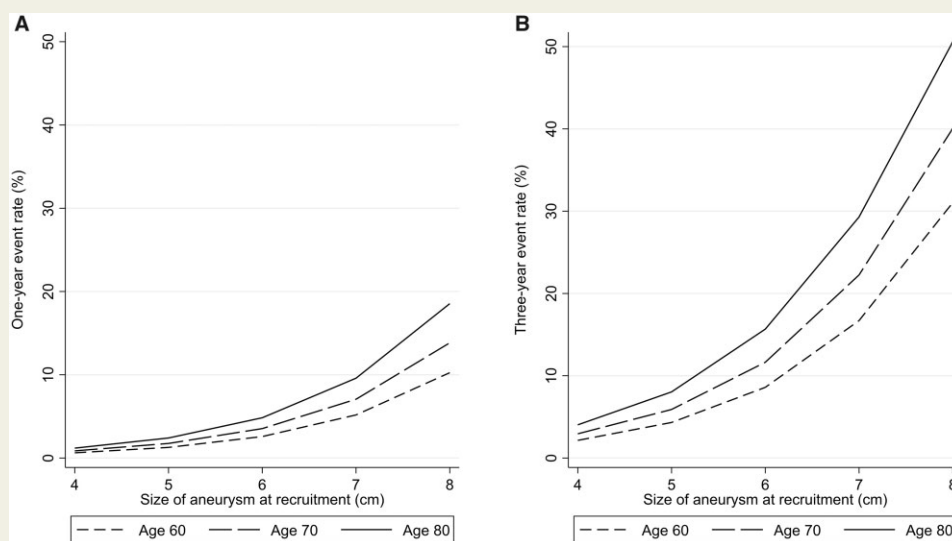 A
50
40
30
20
10
0
One-year event rate (%)
4 5 6 7 8
Size of aneurysm at recruitment (cm)
Age 60 Age 70 Age 80
B
50
40
30
20
10
0
Three-year event rate (%)
4 5 6 7 8
Size of aneurysm at recruitment (cm)
Age 60 Age 70 Age 80